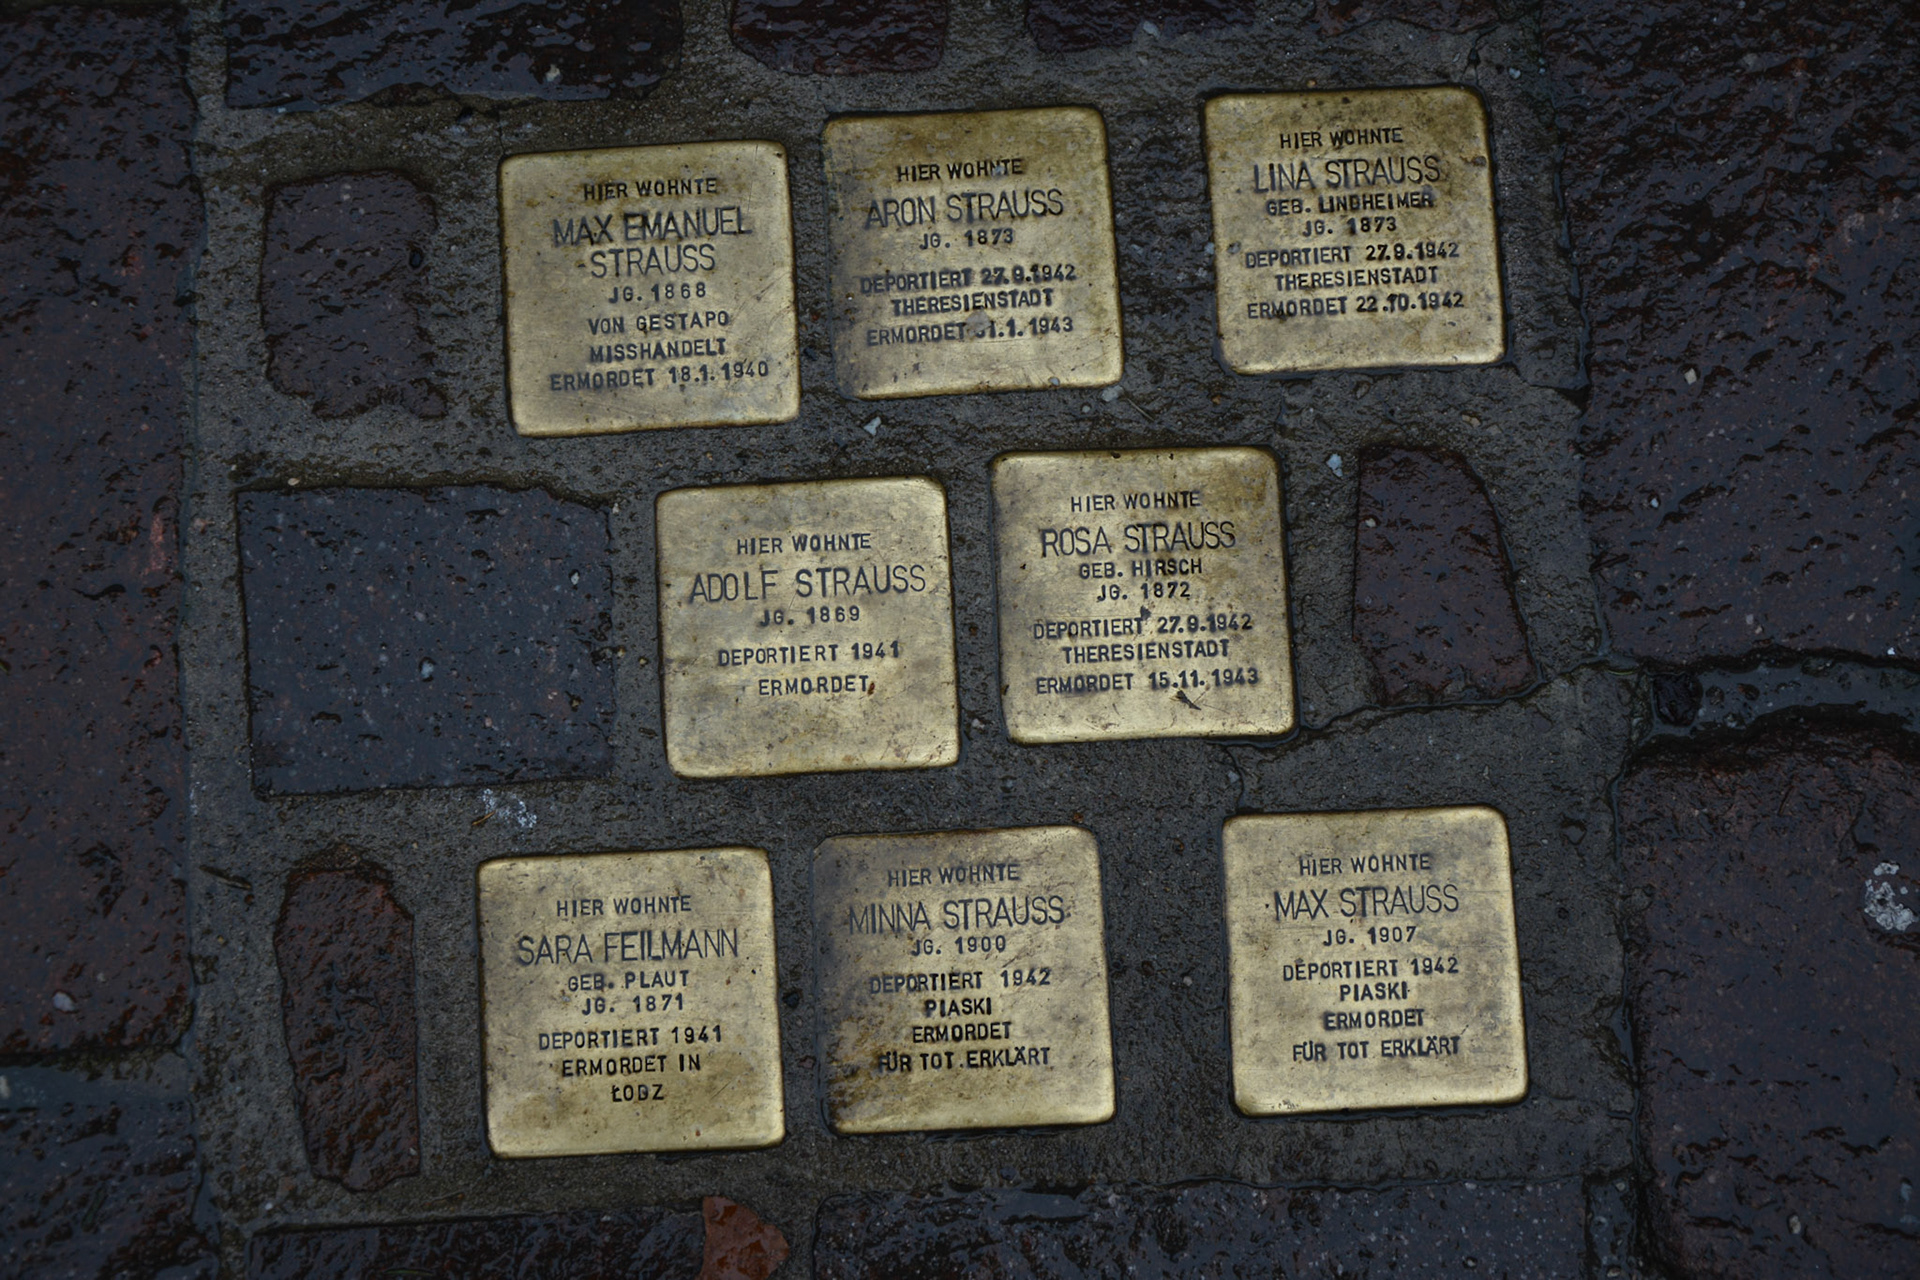 HIER WOHNTE
MAX EMANUEL
STRAUSS
JG. 1868
VON GESTAPO
MISSHANDELT
ERMORDET 18.1.1940
HIER WOHNTE
ARON STRAUSS
JG. 1873
DEPORTIERT 27.9.1942
THERESIENSTADT
ERMORDET 31.1.1943
HIER WOHNTE
LINA STRAUSS
GEB. LINDHEIMER
JG. 1873
DEPORTIERT 27.9.1942
THERESIENSTADT
ERMORDET 22.10.1942
HIER WOHNTE
ADOLF STRAUSS
JG. 1869
DEPORTIERT 1941
ERMORDET
HIER WOHNTE
ROSA STRAUSS
GEB. HIRSCH
JG. 1872
DEPORTIERT 27.9.1942
THERESIENSTADT
ERMORDET 15.11.1943
HIER WOHNTE
SARA FEILMANN
GEB. PLAUT
JG. 1871
DEPORTIERT 1941
ERMORDET IN
ŁODZ
HIER WOHNTE
MINNA STRAUSS
JG. 1900
DEPORTIERT 1942
PIASKI
ERMORDET
FÜR TOT ERKLÄRT
HIER WOHNTE
MAX STRAUSS
JG. 1907
DEPORTIERT 1942
PIASKI
ERMORDET
FÜR TOT ERKLÄRT